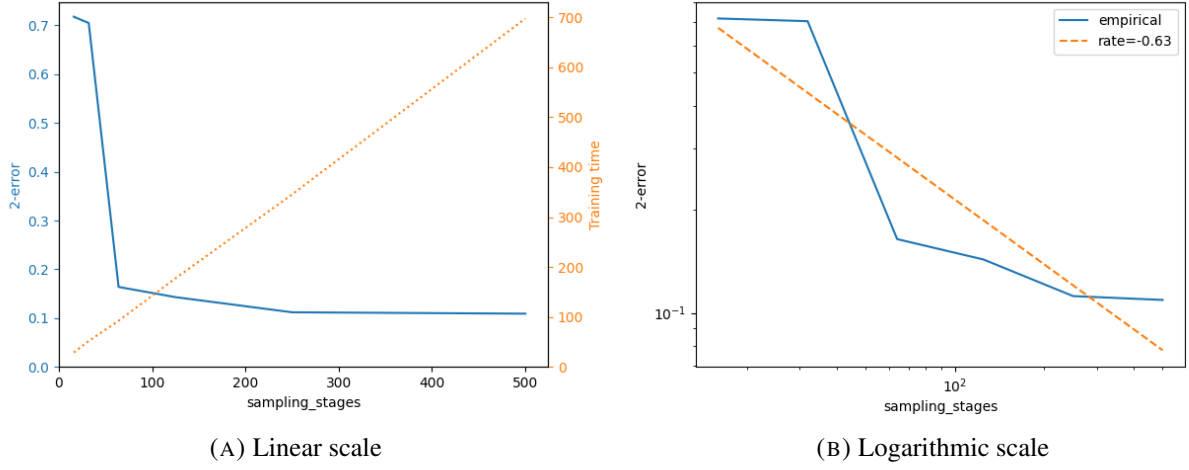 0.7
0.6
0.5
0.4
0.3
0.2
0.1
0.0
2-error
0
100
200
300
400
500
sampling_stages
700
600
500
400
300
200
100
0
Training time
(A) Linear scale
empirical
rate=-0.63
2-error
10⁻¹
10²
sampling_stages
(B) Logarithmic scale